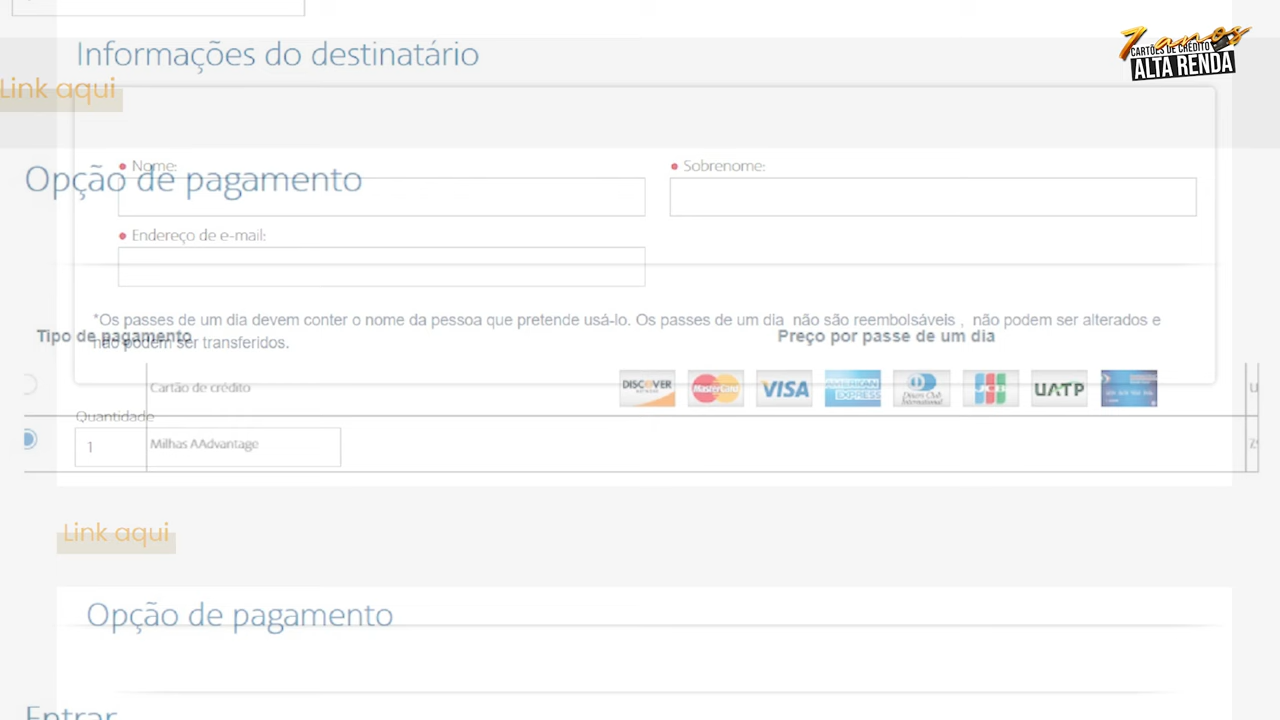 7 anos
CARTÕES DE CRÉDITO
ALTA RENDA
Informações do destinatário
Link aqui
Nome:
Sobrenome:
Opção de pagamento
Endereço de e-mail:
*Os passes de um dia devem conter o nome da pessoa que pretende usá-lo. Os passes de um dia não são reembolsáveis , não podem ser alterados e
não podem ser transferidos.
Tipo de pagamento
Preço por passe de um dia
Cartão de crédito
DISCOVER
MasterCard
VISA
AMERICAN EXPRESS
Diners Club International
JCB
UATP
Quantidade
1
Milhas AAdvantage
Link aqui
Opção de pagamento
Entrar